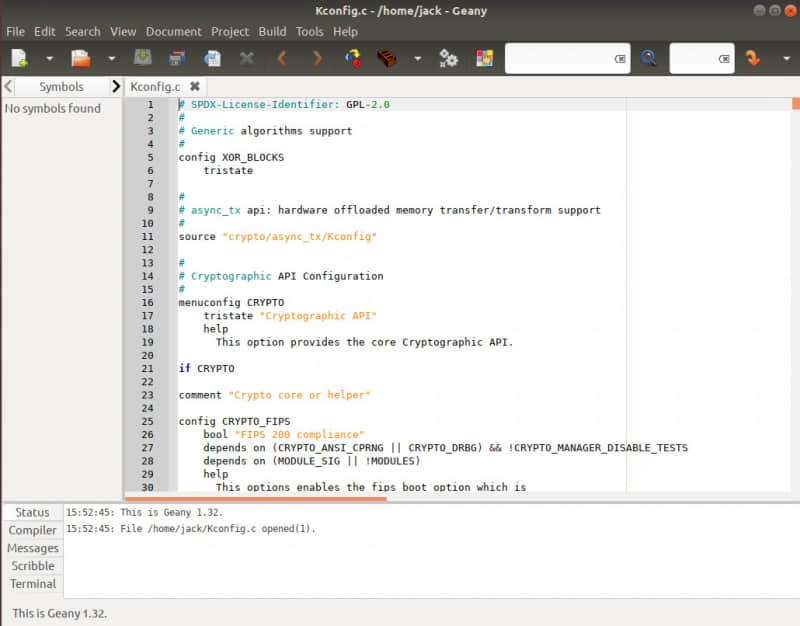 Kconfig.c - /home/jack - Geany
File Edit Search View Document Project Build Tools Help
Symbols
Kconfig.c
No symbols found
1 # SPDX-License-Identifier: GPL-2.0
2 #
3 # Generic algorithms support
4 #
5 config XOR_BLOCKS
6 tristate
7
8 #
9 # async_tx api: hardware offloaded memory transfer/transform support
10 #
11 source "crypto/async_tx/Kconfig"
12
13 #
14 # Cryptographic API Configuration
15 #
16 menuconfig CRYPTO
17 tristate "Cryptographic API"
18 help
19 This option provides the core Cryptographic API.
20
21 if CRYPTO
22
23 comment "Crypto core or helper"
24
25 config CRYPTO_FIPS
26 bool "FIPS 200 compliance"
27 depends on (CRYPTO_ANSI_CPRNG || CRYPTO_DRBG) && !CRYPTO_MANAGER_DISABLE_TESTS
28 depends on (MODULE_SIG || !MODULES)
29 help
30 This options enables the fips boot option which is
Status
Compiler
Messages
Scribble
Terminal
15:52:45: This is Geany 1.32.
15:52:45: File /home/jack/Kconfig.c opened(1).
This is Geany 1.32.